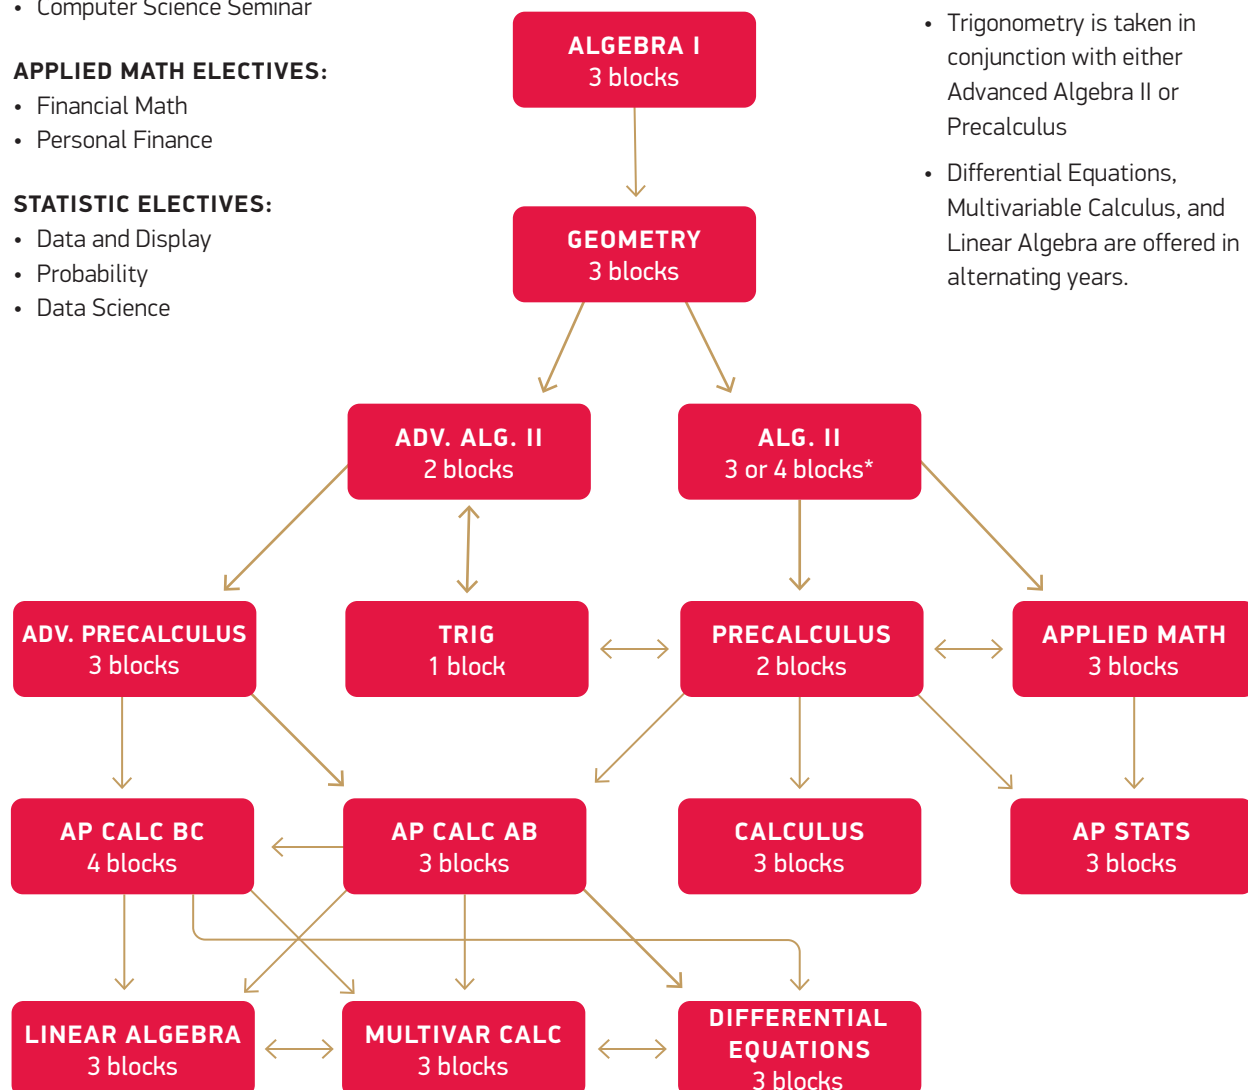 • Computer Science Seminar
APPLIED MATH ELECTIVES:
• Financial Math
• Personal Finance
STATISTIC ELECTIVES:
• Data and Display
• Probability
• Data Science
• Trigonometry is taken in
conjunction with either
Advanced Algebra II or
Precalculus
• Differential Equations,
Multivariable Calculus, and
Linear Algebra are offered in
alternating years.
ALGEBRA I
3 blocks
GEOMETRY
3 blocks
ADV. ALG. II
2 blocks
ALG. II
3 or 4 blocks*
ADV. PRECALCULUS
3 blocks
TRIG
1 block
PRECALCULUS
2 blocks
APPLIED MATH
3 blocks
AP CALC BC
4 blocks
AP CALC AB
3 blocks
CALCULUS
3 blocks
AP STATS
3 blocks
LINEAR ALGEBRA
3 blocks
MULTIVAR CALC
3 blocks
DIFFERENTIAL
EQUATIONS
3 blocks